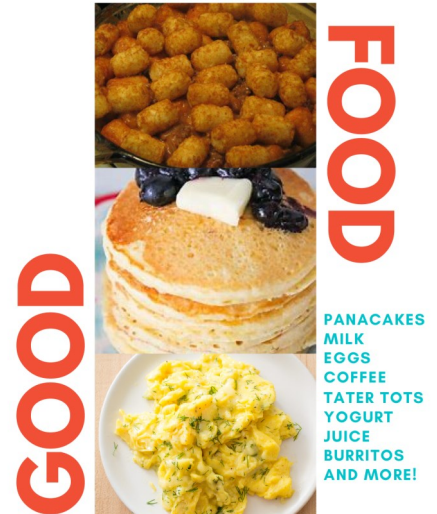 GOOD
FOOD
PANACAKES
MILK
EGGS
COFFEE
TATER TOTS
YOGURT
JUICE
BURRITOS
AND MORE!